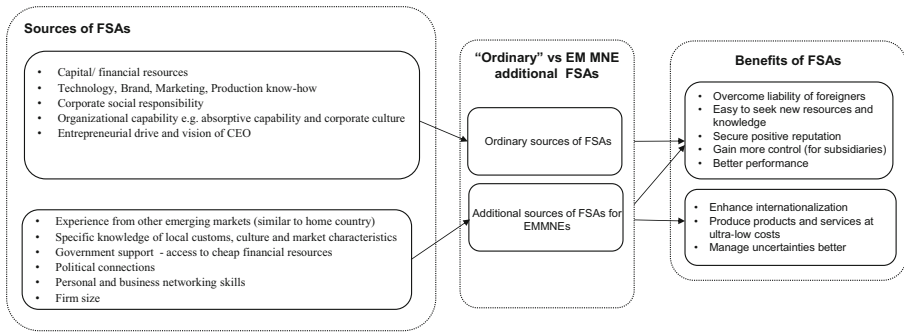 Sources of FSAs
• Capital/ financial resources
• Technology, Brand, Marketing, Production know-how
• Corporate social responsibility
• Organizational capability e.g. absorptive capability and corporate culture
• Entrepreneurial drive and vision of CEO
• Experience from other emerging markets (similar to home country)
• Specific knowledge of local customs, culture and market characteristics
• Government support - access to cheap financial resources
• Political connections
• Personal and business networking skills
• Firm size
“Ordinary” vs EM MNE
additional FSAs
Ordinary sources of FSAs
Additional sources of FSAs for
EMMNEs
Benefits of FSAs
• Overcome liability of foreigners
• Easy to seek new resources and
knowledge
• Secure positive reputation
• Gain more control (for subsidiaries)
• Better performance
• Enhance internationalization
• Produce products and services at
ultra-low costs
• Manage uncertainties better